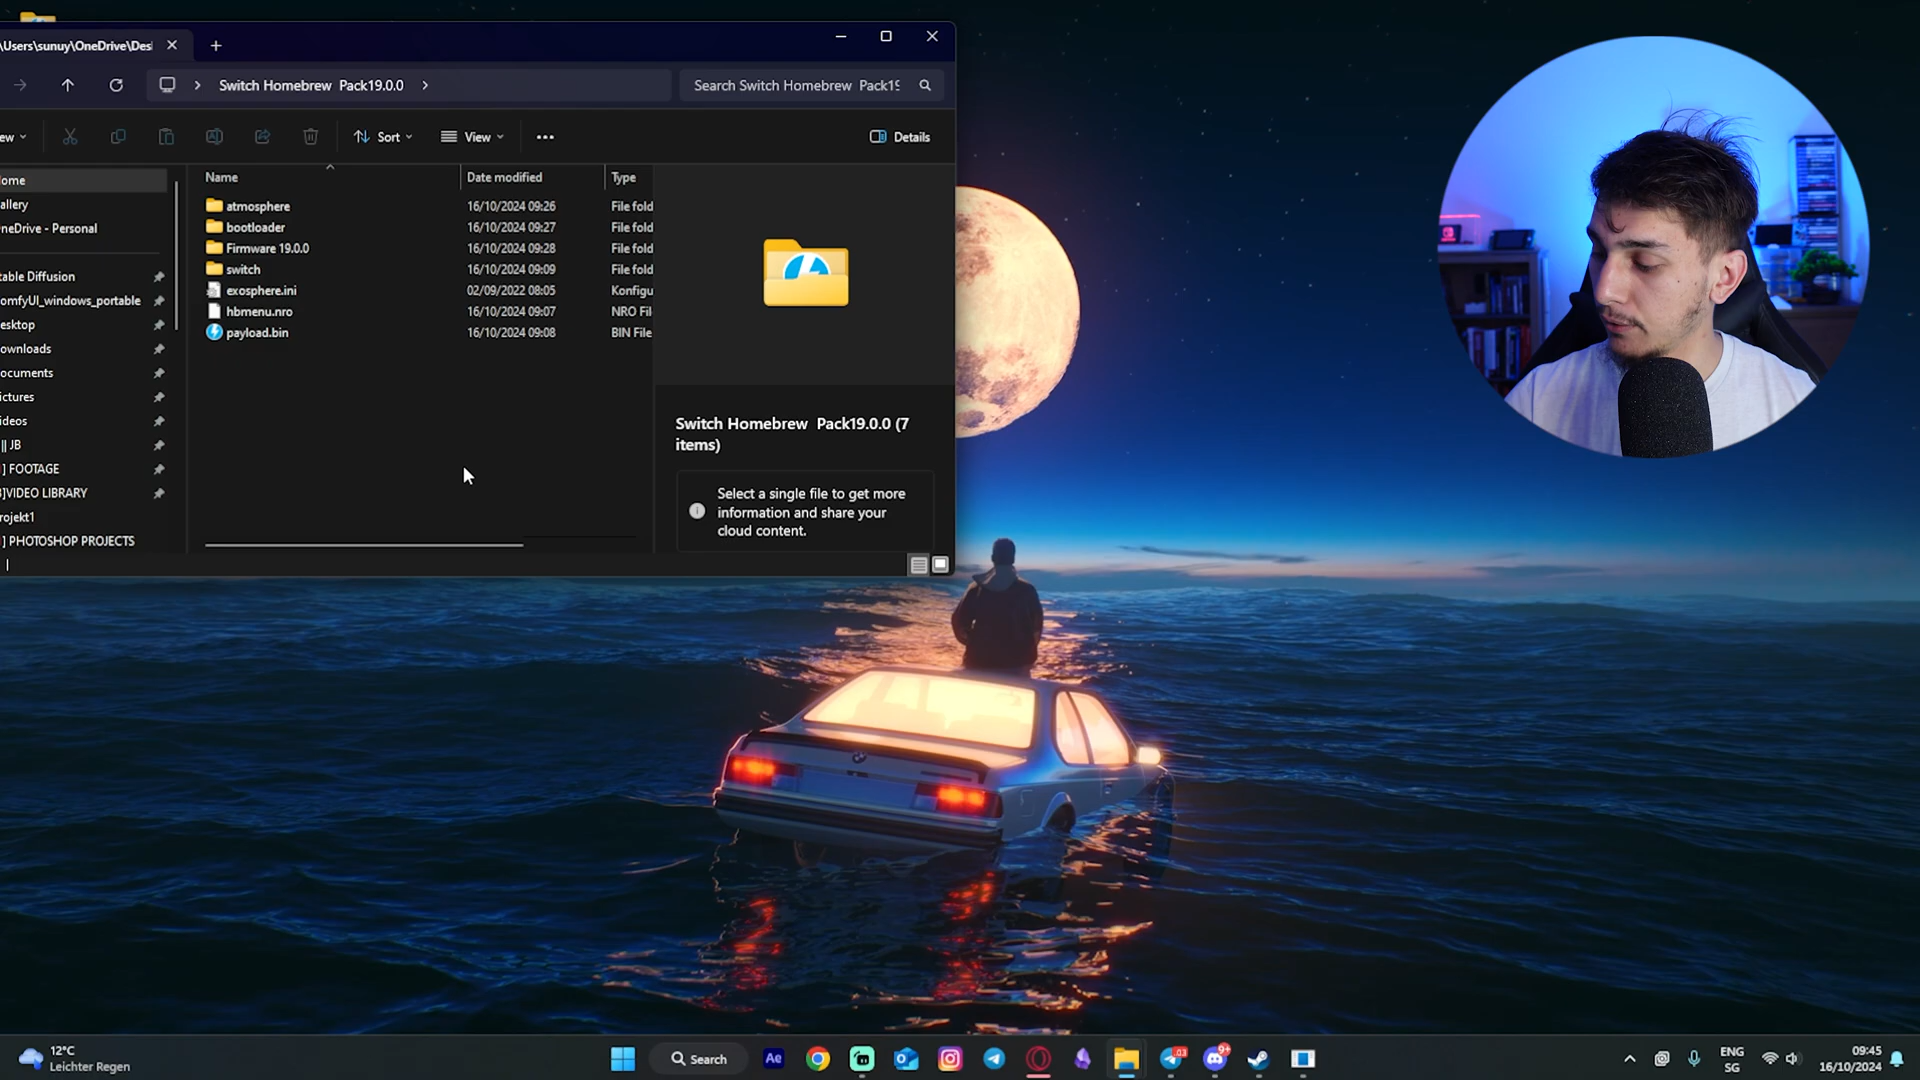 \Users\sunuy\OneDrive\Des
Switch Homebrew Pack19.0.0
Search Switch Homebrew Pack19
ew
Sort
View
Details
ome
allery
neDrive - Personal
table Diffusion
omfyUI_windows_portable
esktop
ownloads
ocuments
ictures
ideos
|| JB
] FOOTAGE
3]VIDEO LIBRARY
rojekt1
] PHOTOSHOP PROJECTS
Name Date modified Type
atmosphere 16/10/2024 09:26 File fold
bootloader 16/10/2024 09:27 File fold
Firmware 19.0.0 16/10/2024 09:28 File fold
switch 16/10/2024 09:09 File fold
exosphere.ini 02/09/2022 08:05 Konfigu
hbmenu.nro 16/10/2024 09:07 NRO Fil
payload.bin 16/10/2024 09:08 BIN File
Switch Homebrew Pack19.0.0 (7
items)
Select a single file to get more
information and share your
cloud content.
12°C
Leichter Regen
Search
Ae
9+
ENG
SG
09:45
16/10/2024